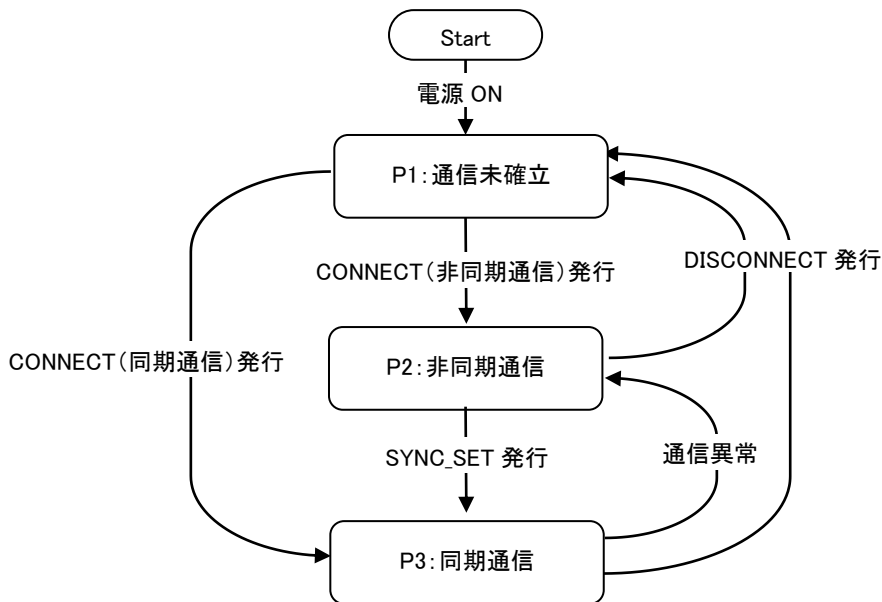 Start
電源 ON
P1：通信未確立
CONNECT（非同期通信）発行
DISCONNECT 発行
CONNECT（同期通信）発行
P2：非同期通信
SYNC_SET 発行
通信異常
P3：同期通信